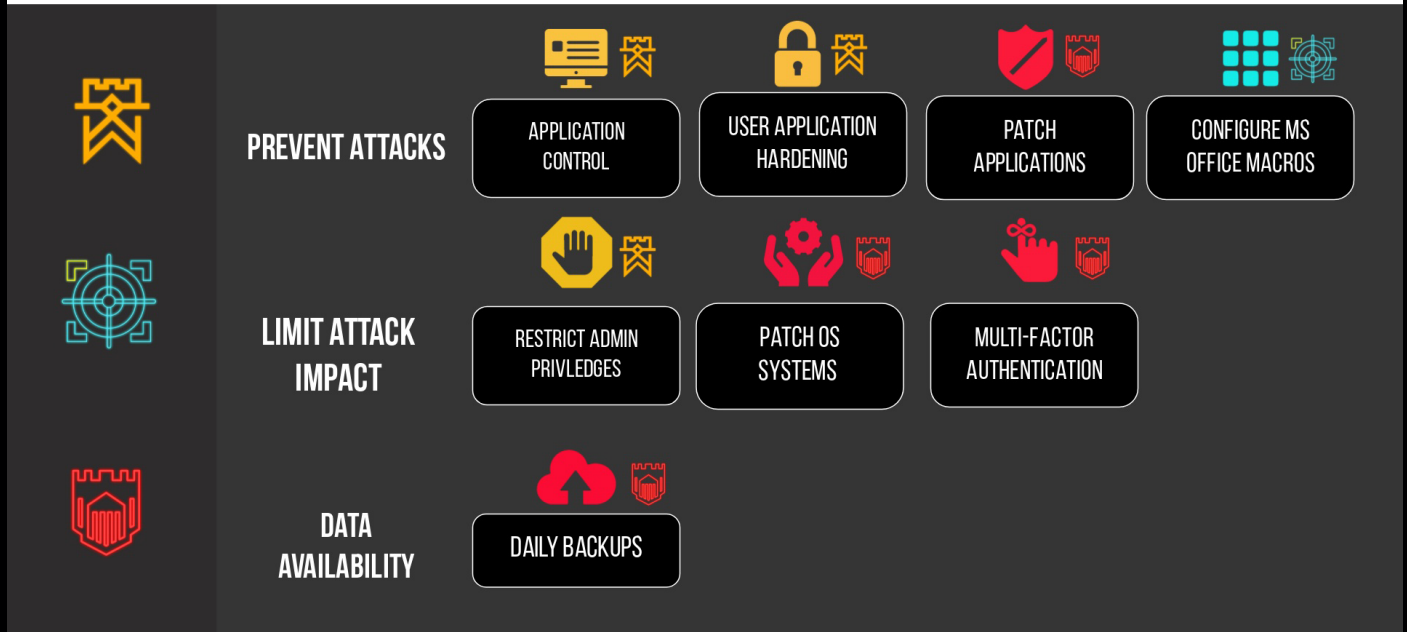 PREVENT ATTACKS
APPLICATION
CONTROL
USER APPLICATION
HARDENING
PATCH
APPLICATIONS
CONFIGURE MS
OFFICE MACROS
LIMIT ATTACK
IMPACT
RESTRICT ADMIN
PRIVLEDGES
PATCH OS
SYSTEMS
MULTI-FACTOR
AUTHENTICATION
DATA
AVAILABILITY
DAILY BACKUPS